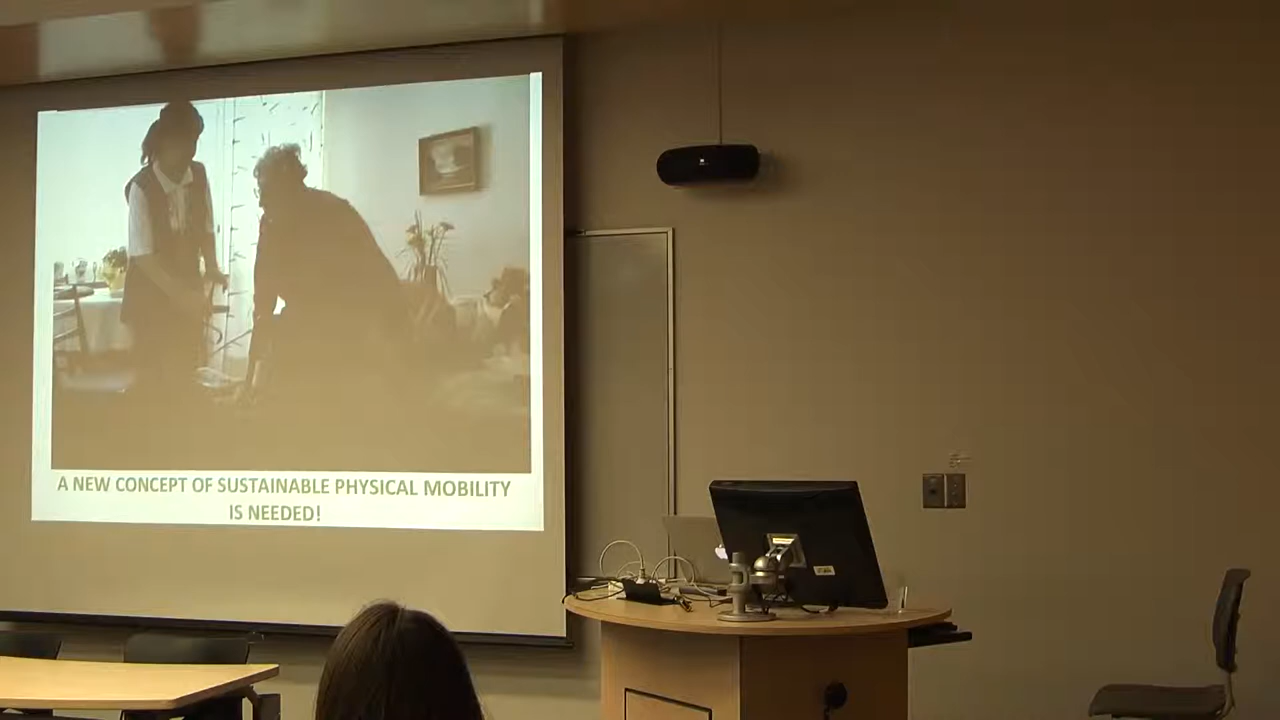 A NEW CONCEPT OF SUSTAINABLE PHYSICAL MOBILITY
IS NEEDED!